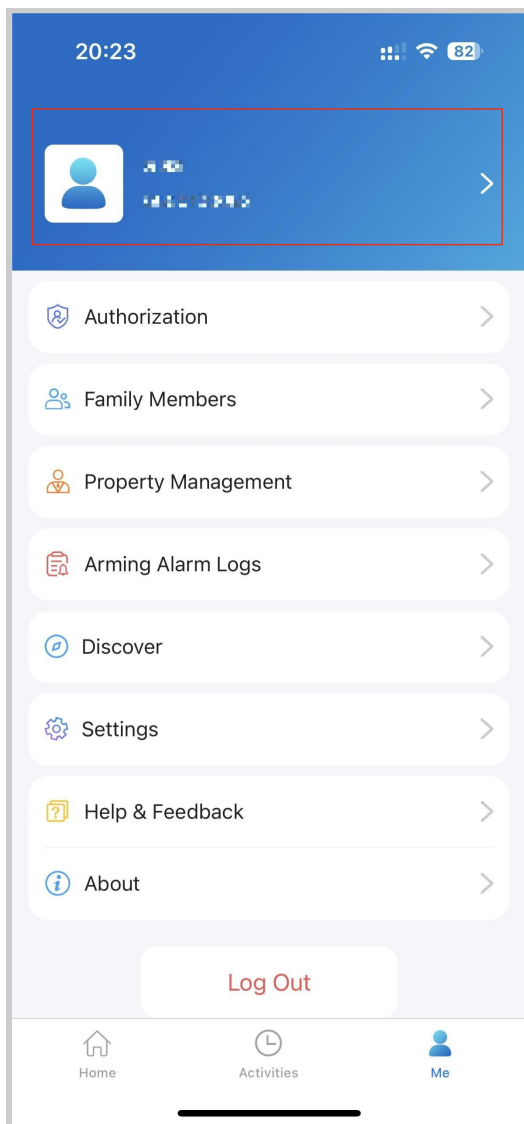 20:23
82
Authorization
Family Members
Property Management
Arming Alarm Logs
Discover
Settings
Help & Feedback
About
Log Out
Home
Activities
Me